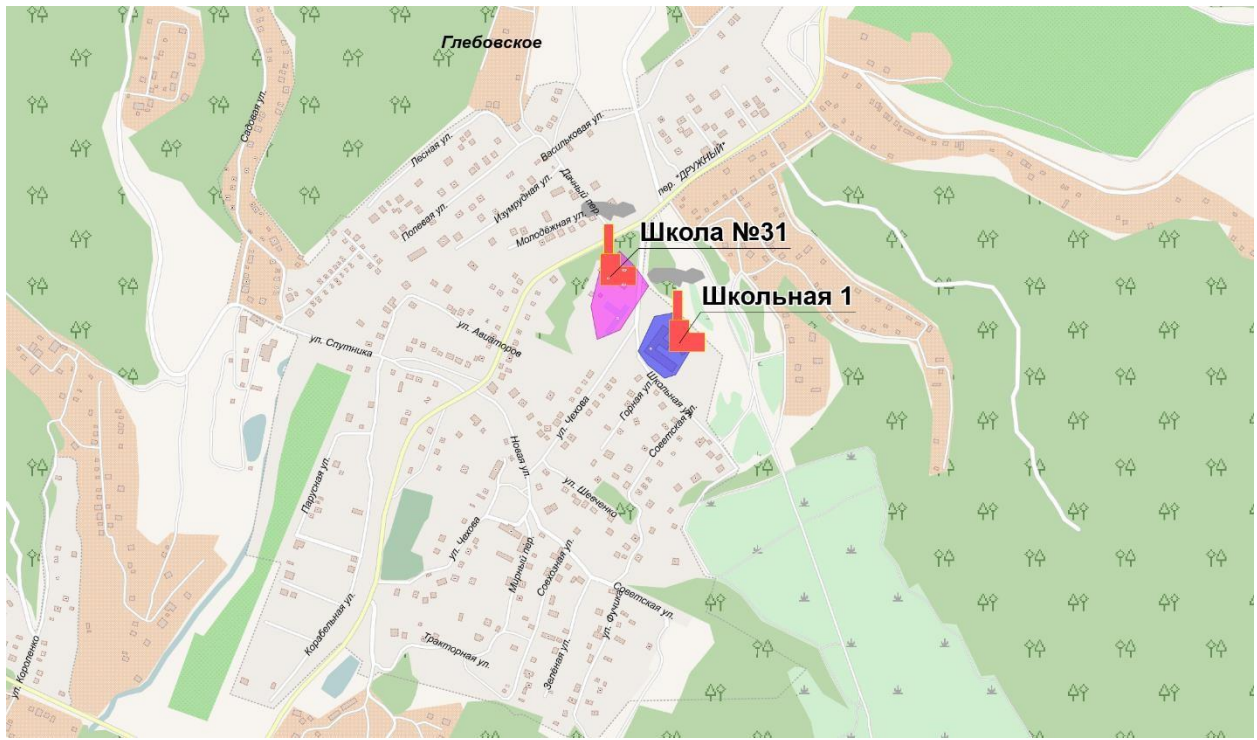 Глебовское
Садовая ул.
Лесная ул.
Васильковая ул.
пер. "ДРУЖНЫЙ"
Изумрудная ул.
Дачный пер.
Полевая ул.
Молодёжная ул.
Школа №31
Школьная 1
ул. Авиаторов
ул. Спутника
Школьная ул.
Горная ул.
ул. Чехова
Советская ул.
Новая ул.
Парусная ул.
ул. Шевченко
ул. Чехова
Мирный пер.
Совхозная ул.
Советская ул.
ул. Фучика
Корабельная ул.
Тракторная ул.
Зелёная ул.
ул. Короленко